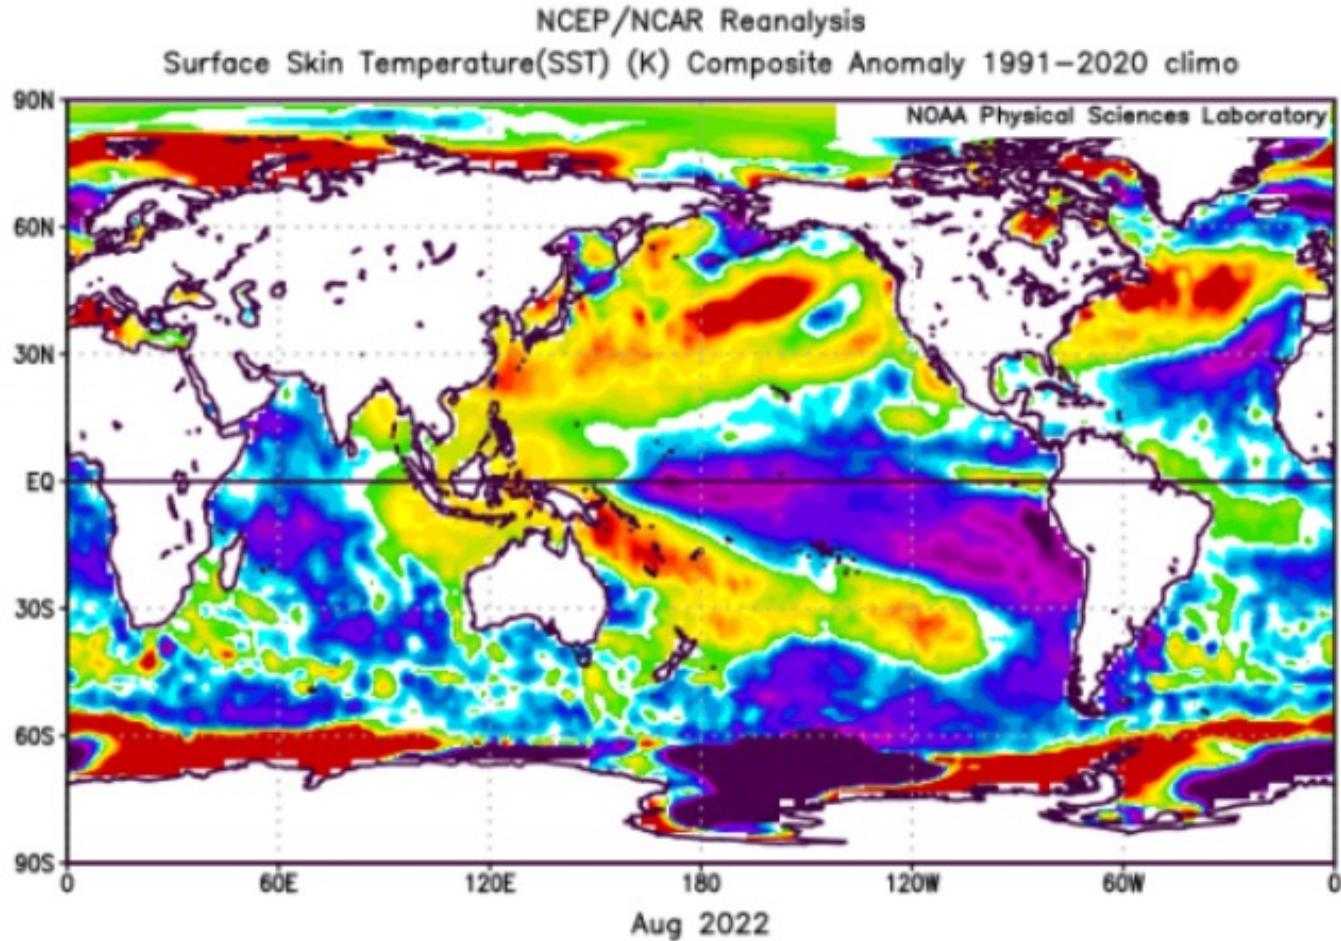 NCEP/NCAR Reanalysis
Surface Skin Temperature(SST) (K) Composite Anomaly 1991-2020 climo
90N
NOAA Physical Sciences Laboratory
60N
30N
EQ
30S
60S
90S
0 60E 120E 180 120W 60W 0
Aug 2022